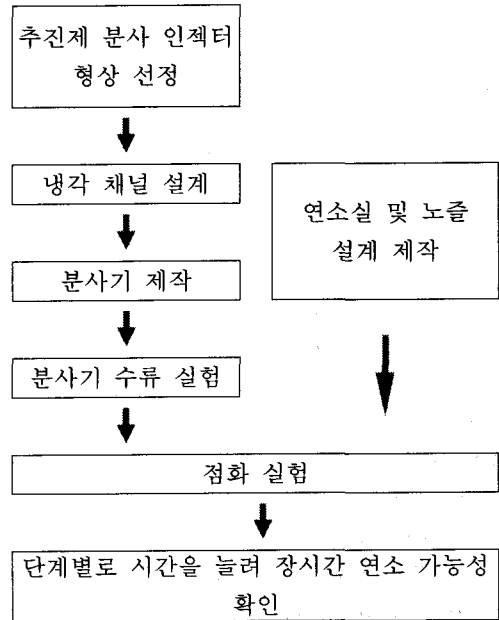 추진제 분사 인젝터
형상 선정
냉각 채널 설계
분사기 제작
분사기 수류 실험
연소실 및 노즐
설계 제작
점화 실험
단계별로 시간을 늘려 장시간 연소 가능성
확인